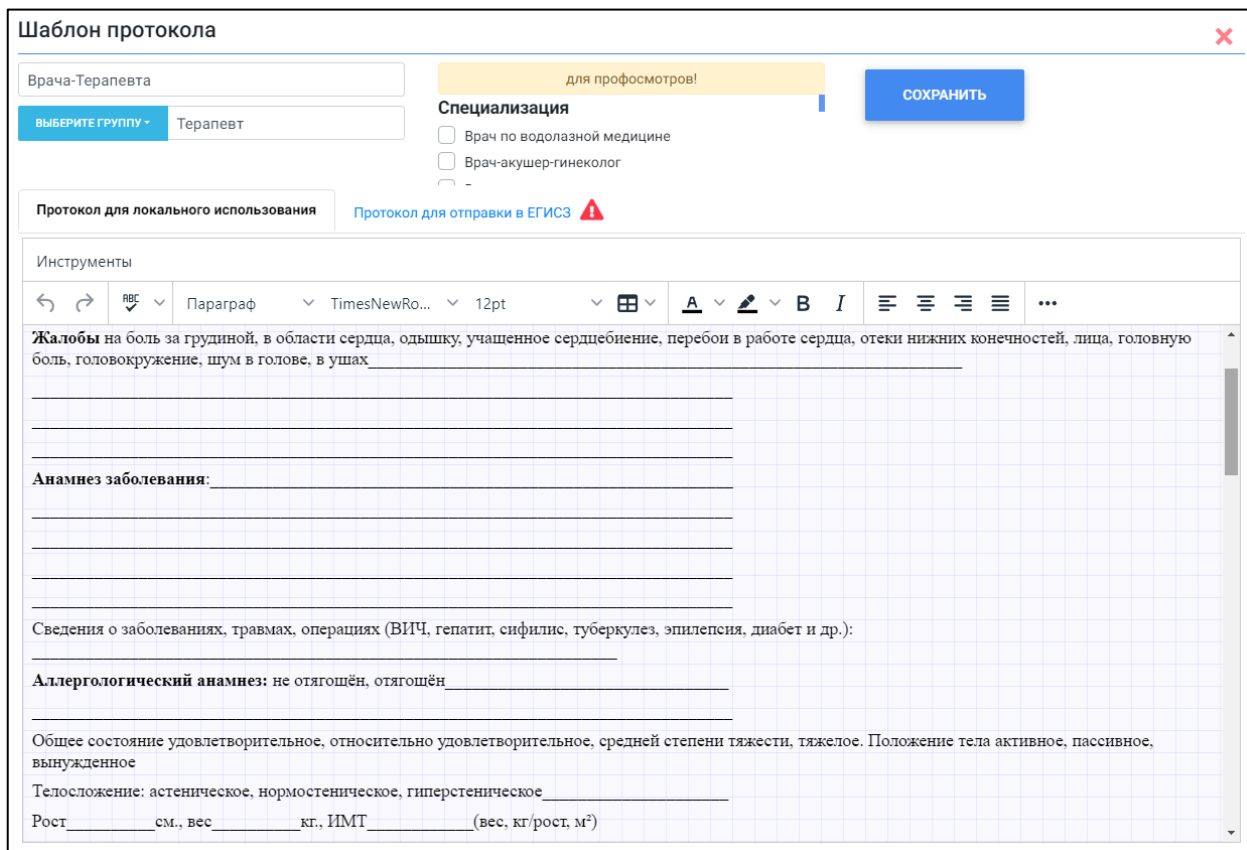 Шаблон протокола
Врача-Терапевта
ВЫБЕРИТЕ ГРУППУ
Терапевт
для профосмотров!
Специализация
Врач по водолазной медицине
Врач-акушер-гинеколог
СОХРАНИТЬ
Протокол для локального использования
Протокол для отправки в ЕГИСЗ
Инструменты
ABC
Параграф
TimesNewRo...
12pt
A
B
I
Жалобы на боль за грудиной, в области сердца, одышку, учащенное сердцебиение, перебои в работе сердца, отеки нижних конечностей, лица, головную
боль, головокружение, шум в голове, в ушах
Анамнез заболевания:
Сведения о заболеваниях, травмах, операциях (ВИЧ, гепатит, сифилис, туберкулез, эпилепсия, диабет и др.):
Аллергологический анамнез: не отягощён, отягощён
Общее состояние удовлетворительное, относительно удовлетворительное, средней степени тяжести, тяжелое. Положение тела активное, пассивное,
вынужденное
Телосложение: астеническое, нормостеническое, гиперстеническое
Рост__________см., вес__________кг., ИМТ____________(вес, кг/рост, м²)